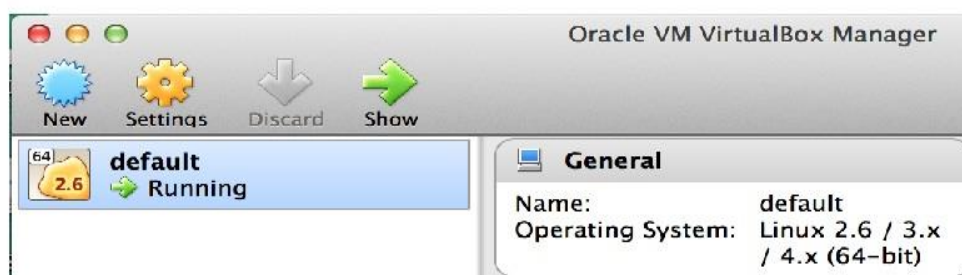 Oracle VM VirtualBox Manager
New Settings Discard Show
64
2.6
default
Running
General
Name: default
Operating System: Linux 2.6 / 3.x
/ 4.x (64-bit)